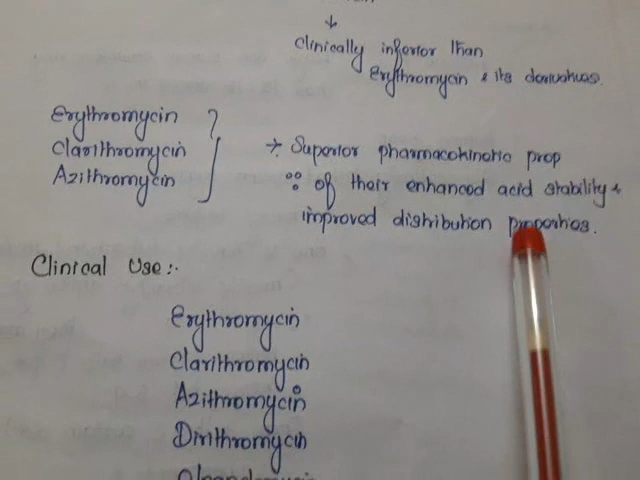 Clinically inferior than
Erythromycin & its derivatives.
Erythromycin
Clarithromycin
Azithromycin
→ Superior pharmacokinetic prop
∵ of their enhanced acid stability &
improved distribution properties.
Clinical Use :-
Erythromycin
Clarithromycin
Azithromycin
Dirithromycin